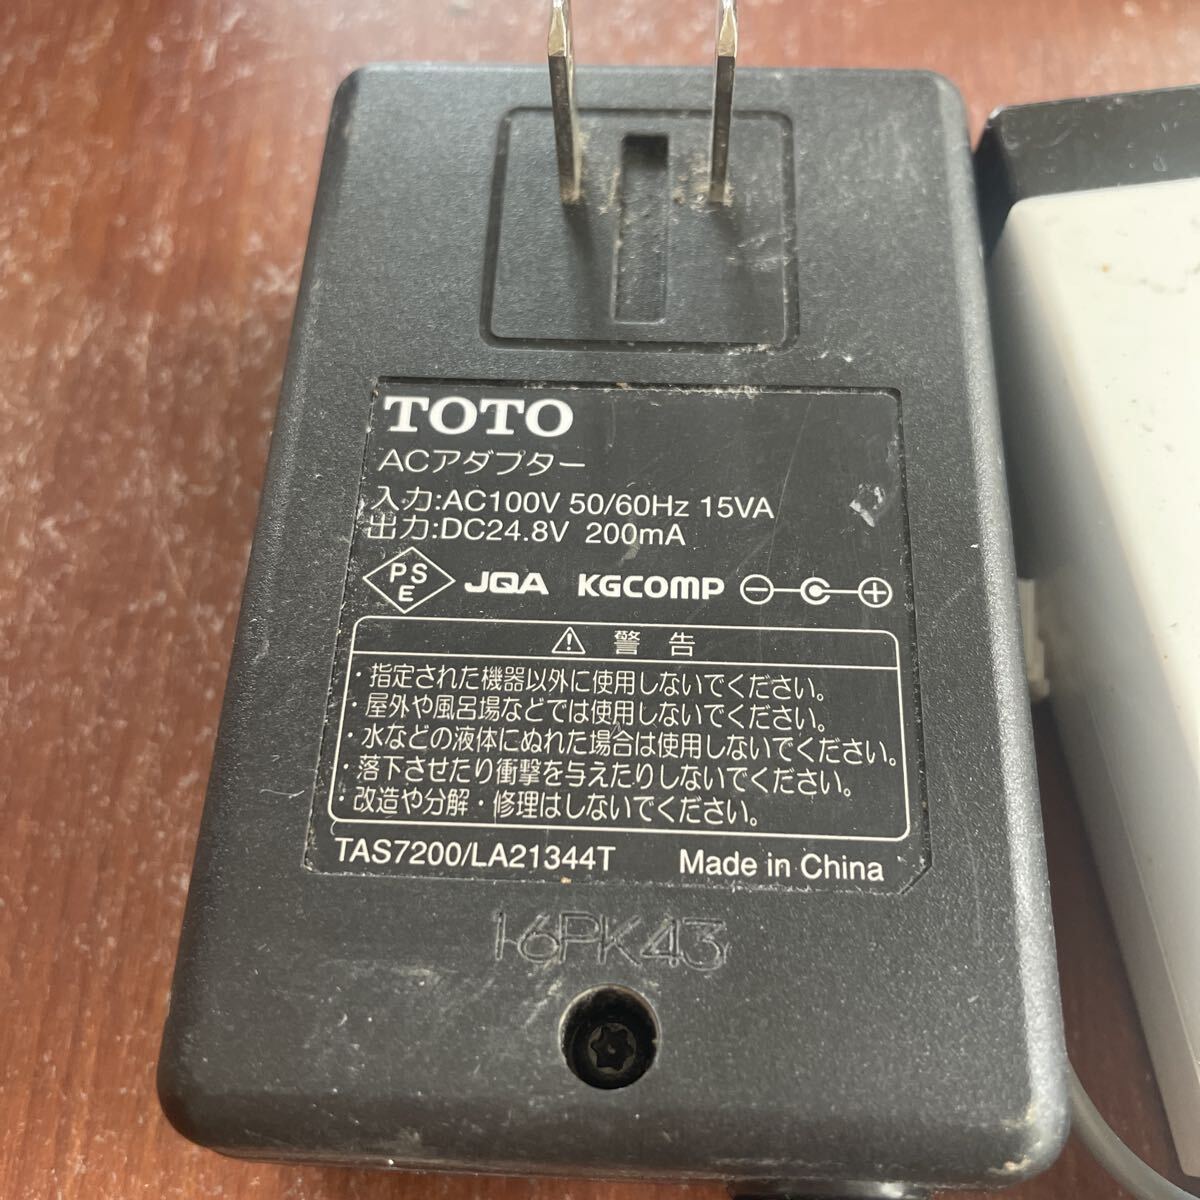 TOTO
ACアダプター
入力:AC100V 50/60Hz 15VA
出力:DC24.8V 200mA
PSE JQA KGCOMP
警告
・指定された機器以外に使用しないでください。
・屋外や風呂場などでは使用しないでください。
・水などの液体にぬれた場合は使用しないでください。
・落下させたり衝撃を与えたりしないでください。
・改造や分解・修理はしないでください。
TAS7200/LA21344T Made in China
16PK43